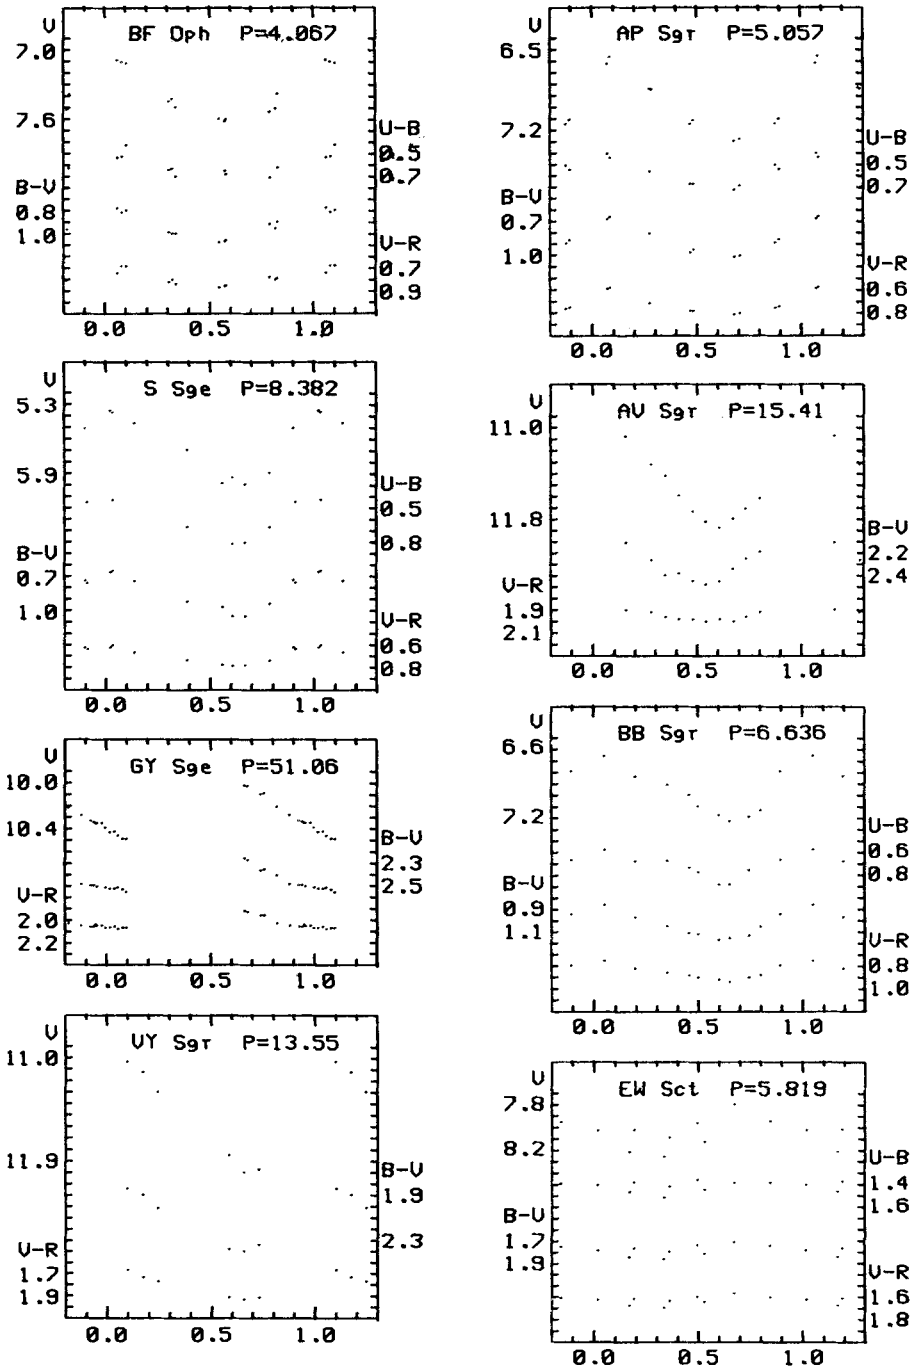 BF Oph P=4.067
V
7.0
7.6
B-V
0.8
1.0
U-B
0.5
0.7
V-R
0.7
0.9
0.0 0.5 1.0
AP Sgr P=5.057
V
6.5
7.2
B-V
0.7
1.0
U-B
0.5
0.7
V-R
0.6
0.8
0.0 0.5 1.0
S Sge P=8.382
V
5.3
5.9
B-V
0.7
1.0
U-B
0.5
0.8
V-R
0.6
0.8
0.0 0.5 1.0
AV Sgr P=15.41
V
11.0
11.8
V-R
1.9
2.1
B-V
2.2
2.4
0.0 0.5 1.0
GY Sge P=51.06
V
10.0
10.4
V-R
2.0
2.2
B-V
2.3
2.5
0.0 0.5 1.0
BB Sgr P=6.636
V
6.6
7.2
B-V
0.9
1.1
U-B
0.6
0.8
V-R
0.8
1.0
0.0 0.5 1.0
VY Sgr P=13.55
V
11.0
11.9
V-R
1.7
1.9
B-V
1.9
2.3
0.0 0.5 1.0
EW Sct P=5.819
V
7.8
8.2
B-V
1.7
1.9
U-B
1.4
1.6
V-R
1.6
1.8
0.0 0.5 1.0